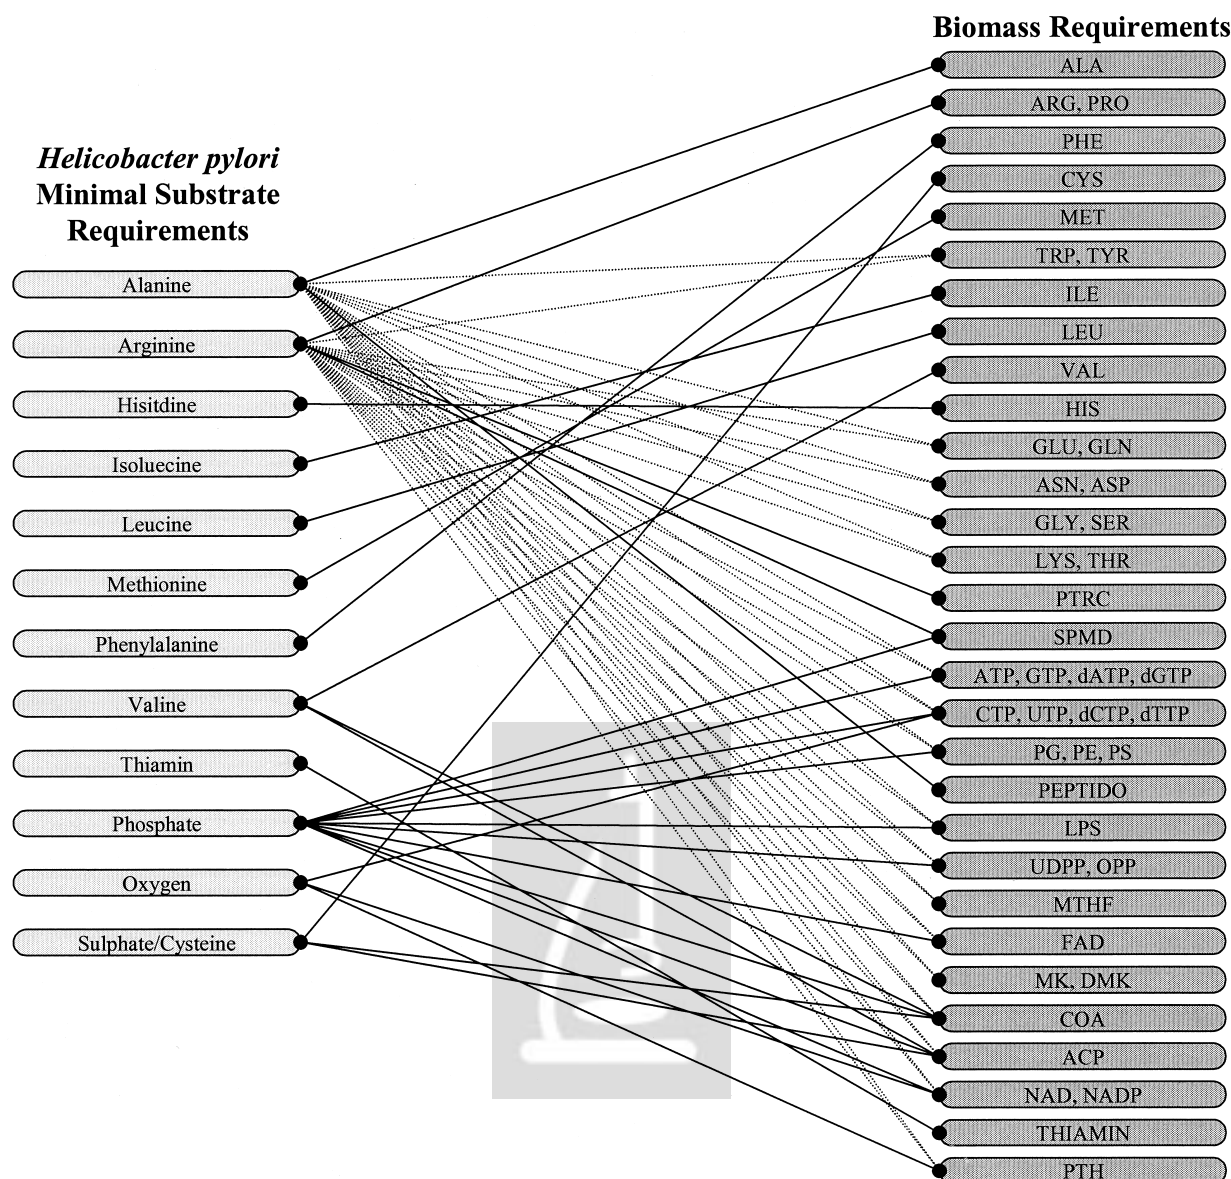 Biomass Requirements
ALA
ARG, PRO
PHE
CYS
MET
TRP, TYR
ILE
LEU
VAL
HIS
GLU, GLN
ASN, ASP
GLY, SER
LYS, THR
PTRC
SPMD
ATP, GTP, dATP, dGTP
CTP, UTP, dCTP, dTTP
PG, PE, PS
PEPTIDO
LPS
UDPP, OPP
MTHF
FAD
MK, DMK
COA
ACP
NAD, NADP
THIAMIN
PTH
Helicobacter pylori
Minimal Substrate
Requirements
Alanine
Arginine
Hisitdine
Isoluecine
Leucine
Methionine
Phenylalanine
Valine
Thiamin
Phosphate
Oxygen
Sulphate/Cysteine